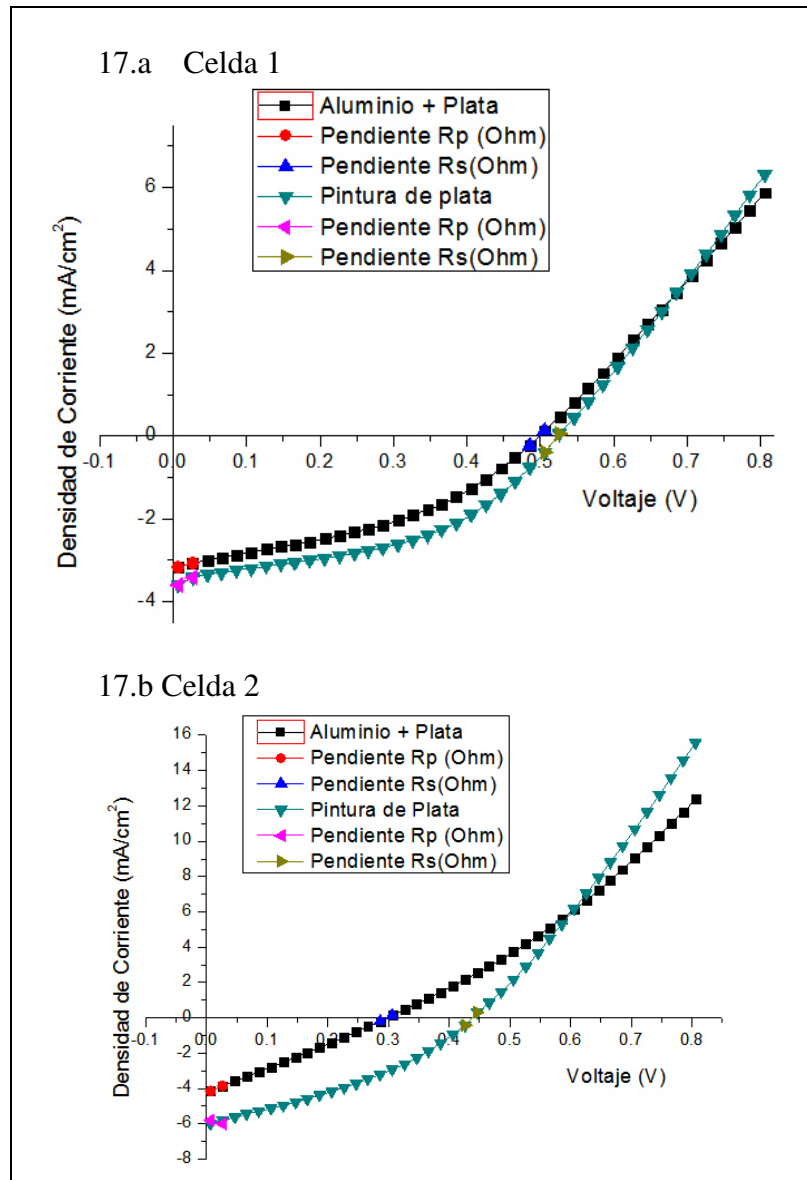 17.a Celda 1
Aluminio + Plata
Pendiente Rp (Ohm)
Pendiente Rs(Ohm)
Pintura de plata
Pendiente Rp (Ohm)
Pendiente Rs(Ohm)
Densidad de Corriente (mA/cm²)
6
4
2
0
-2
-4
-0.1 0.0 0.1 0.2 0.3 0.4 0.5 0.6 0.7 0.8
Voltaje (V)
17.b Celda 2
Aluminio + Plata
Pendiente Rp (Ohm)
Pendiente Rs(Ohm)
Pintura de Plata
Pendiente Rp (Ohm)
Pendiente Rs(Ohm)
Densidad de Corriente (mA/cm²)
16
14
12
10
8
6
4
2
0
-2
-4
-6
-8
-0.1 0.0 0.1 0.2 0.3 0.4 0.5 0.6 0.7 0.8
Voltaje (V)